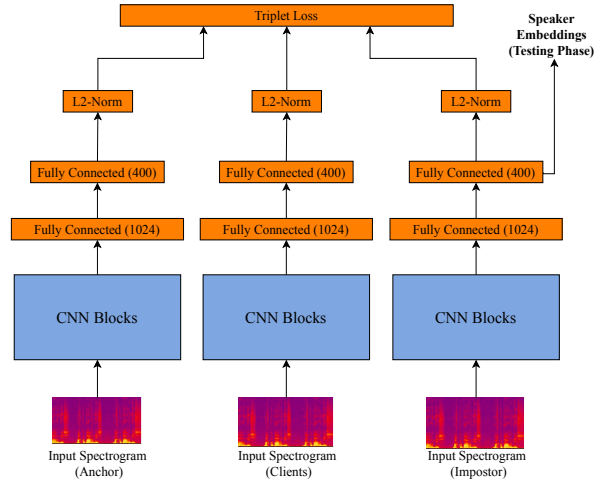 Triplet Loss
Speaker
Embeddings
(Testing Phase)
L2-Norm
L2-Norm
L2-Norm
Fully Connected (400)
Fully Connected (400)
Fully Connected (400)
Fully Connected (1024)
Fully Connected (1024)
Fully Connected (1024)
CNN Blocks
CNN Blocks
CNN Blocks
Input Spectrogram
(Anchor)
Input Spectrogram
(Clients)
Input Spectrogram
(Impostor)